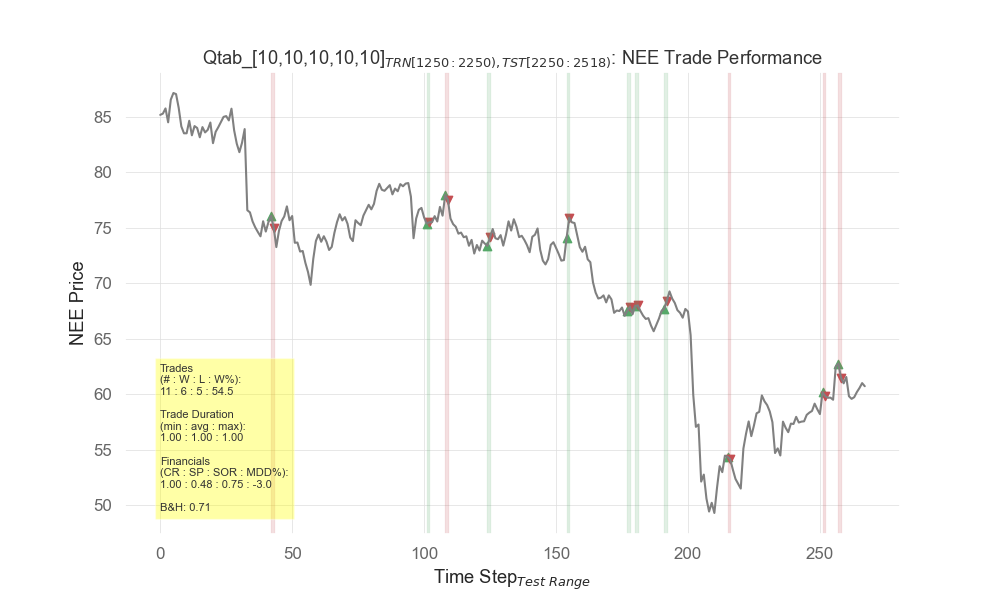 Qtab_[10,10,10,10,10]TRN[1250:2250),TST[2250:2518): NEE Trade Performance
NEE Price
85
80
75
70
65
60
55
50
Trades
(# : W : L : W%):
11 : 6 : 5 : 54.5
Trade Duration
(min : avg : max):
1.00 : 1.00 : 1.00
Financials
(CR : SP : SOR : MDD%):
1.00 : 0.48 : 0.75 : -3.0
B&H: 0.71
0 50 100 150 200 250
Time StepTest Range